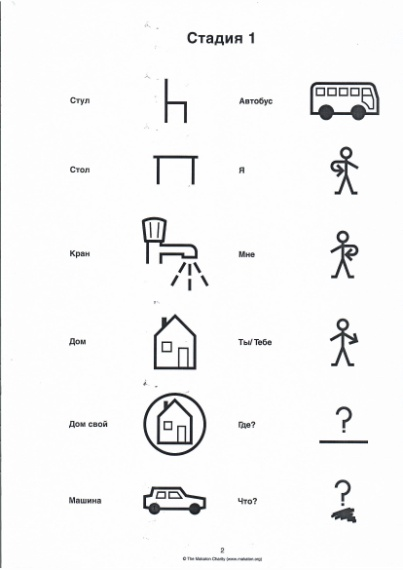 Стадия 1
Стул
Автобус
Стол
Я
Кран
Мне
Дом
Ты/ Тебе
Дом свой
Где?
Машина
Что?
2
© The Makaton Charity (www.makaton.org)